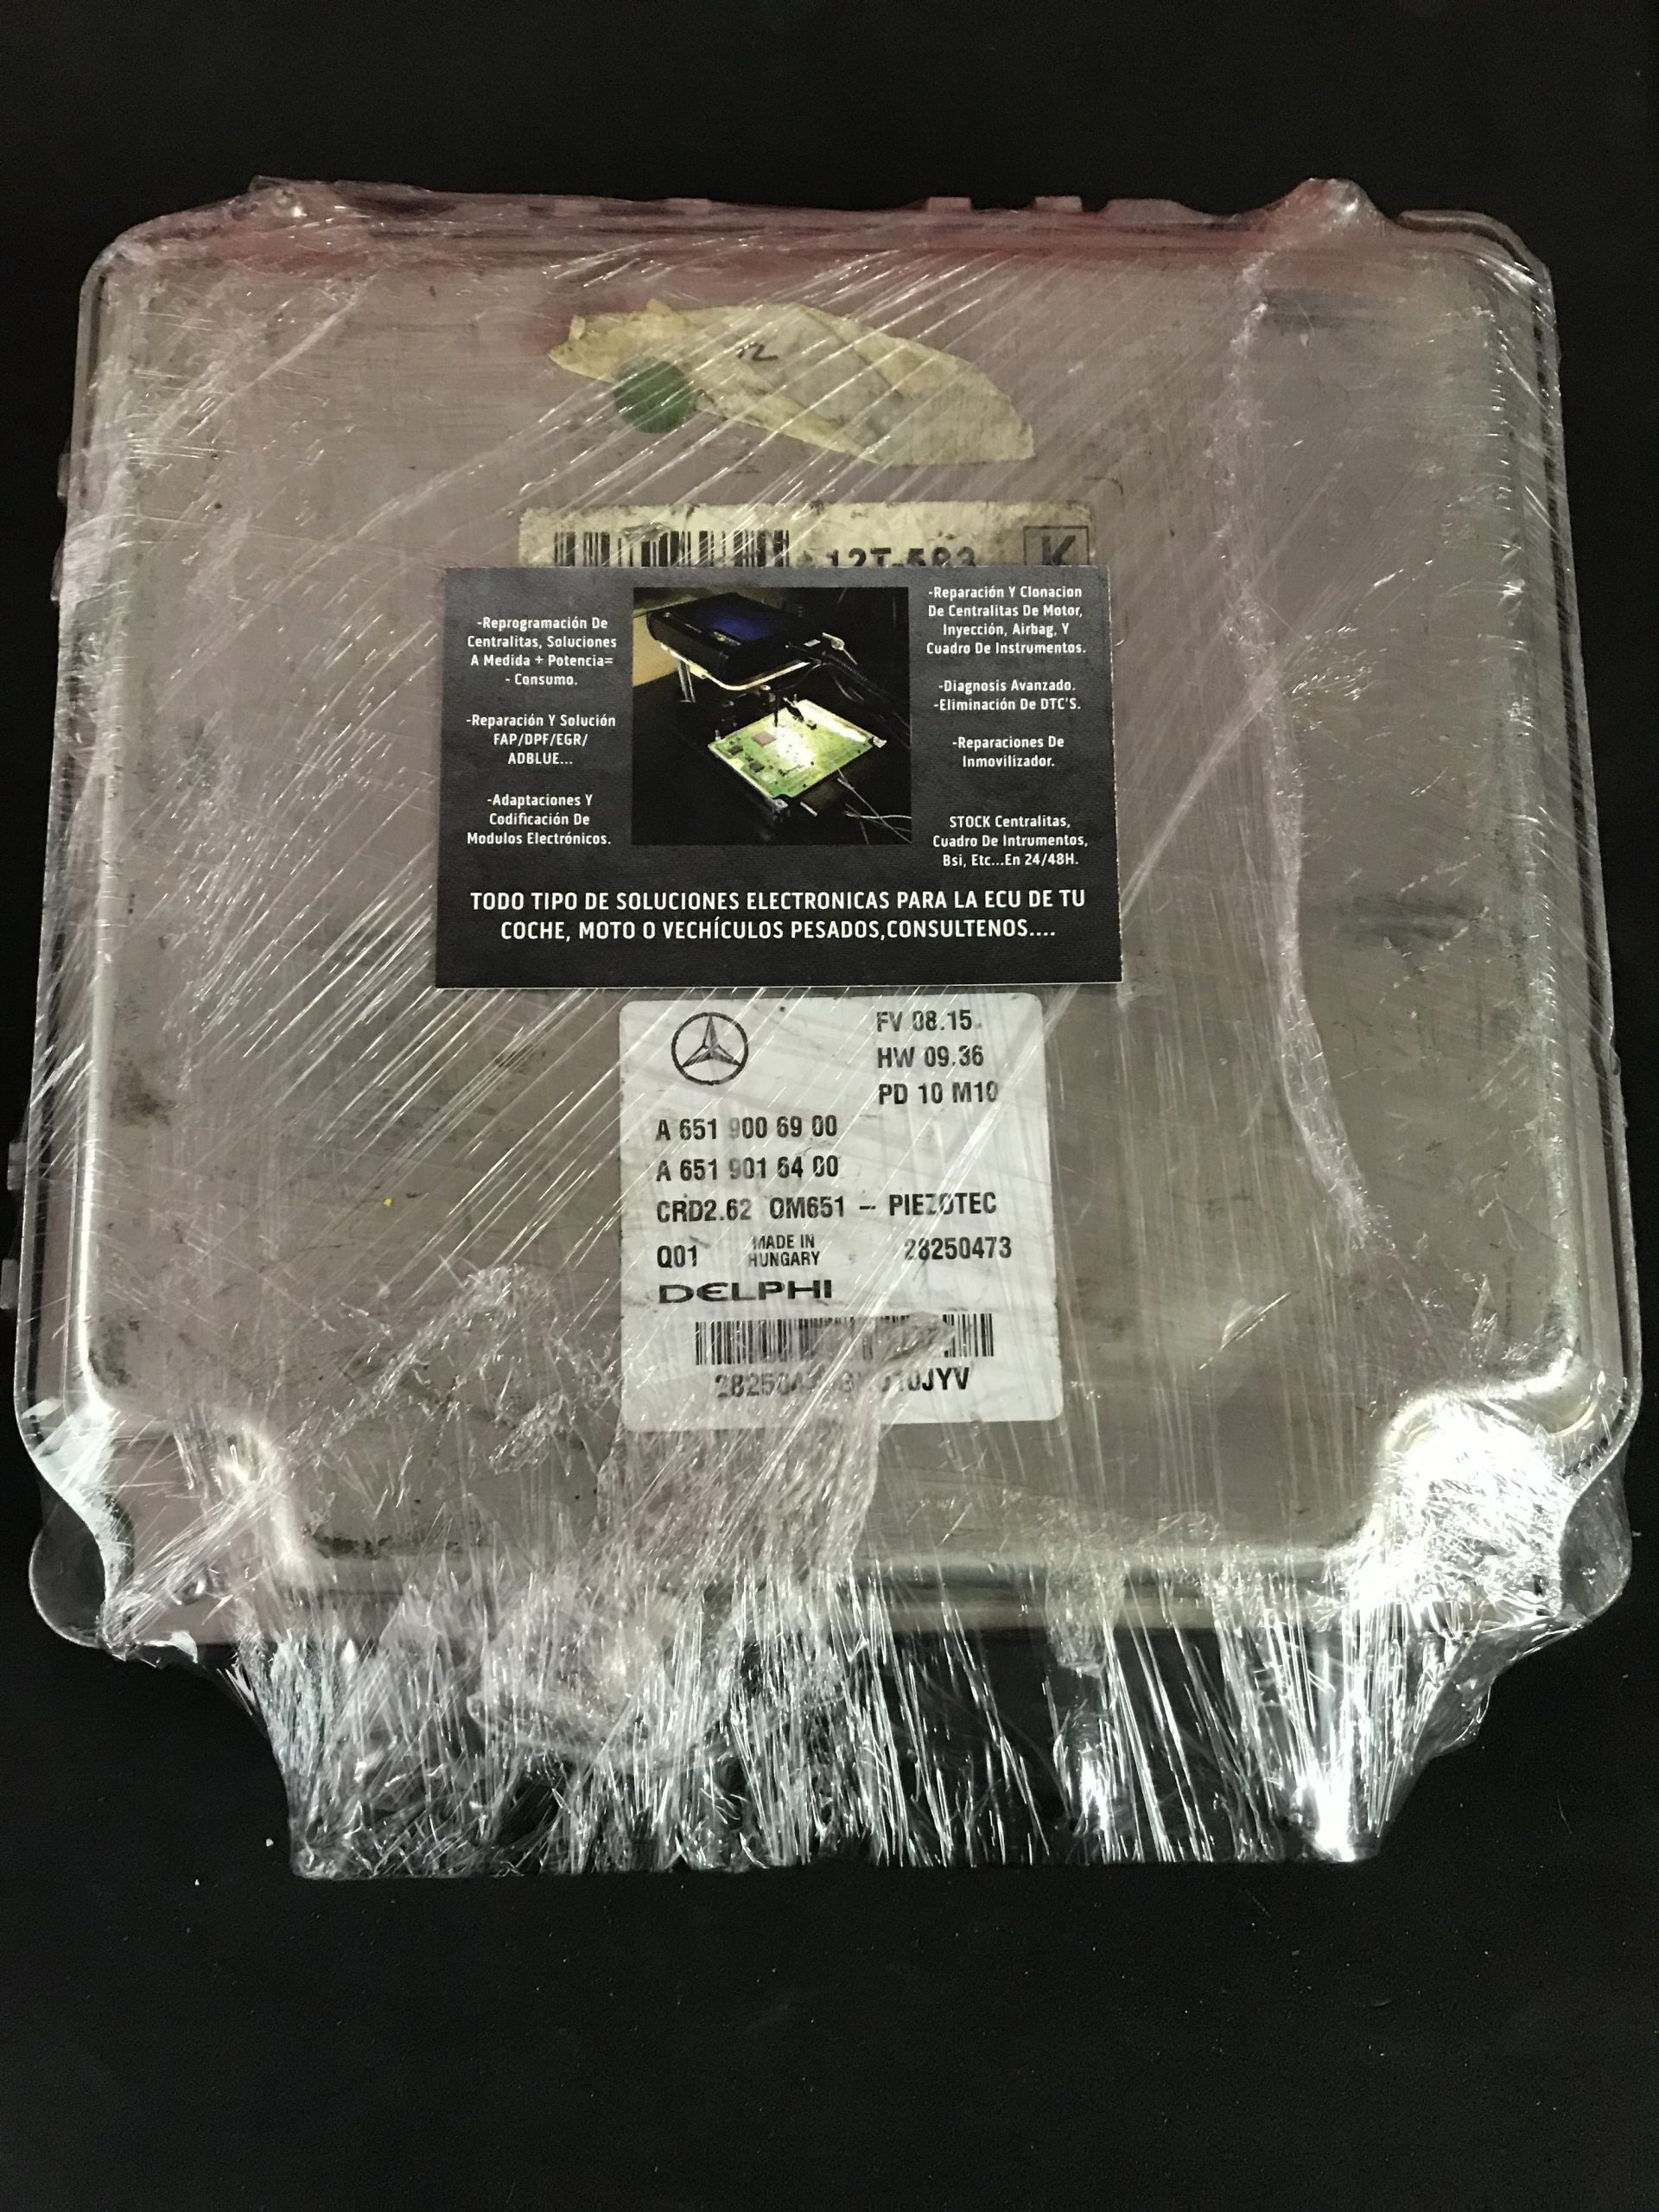 12T-593 K
-Reprogramación De
Centralitas, Soluciones
A Medida + Potencia=
- Consumo.
-Reparación Y Solución
FAP/DPF/EGR/
ADBLUE...
-Adaptaciones Y
Codificación De
Modulos Electrónicos.
-Reparación Y Clonacion
De Centralitas De Motor,
Inyección, Airbag, Y
Cuadro De Instrumentos.
-Diagnosis Avanzado.
-Eliminación De DTC'S.
-Reparaciones De
Inmovilizador.
STOCK Centralitas,
Cuadro De Intrumentos,
Bsi, Etc...En 24/48H.
TODO TIPO DE SOLUCIONES ELECTRONICAS PARA LA ECU DE TU
COCHE, MOTO O VECHÍCULOS PESADOS,CONSULTENOS....
FV 08.15
HW 09.36
PD 10 M10
A 651 900 69 00
A 651 901 64 00
CRD2.62 OM651 -- PIEZOTEC
Q01 MADE IN
HUNGARY 28250473
DELPHI